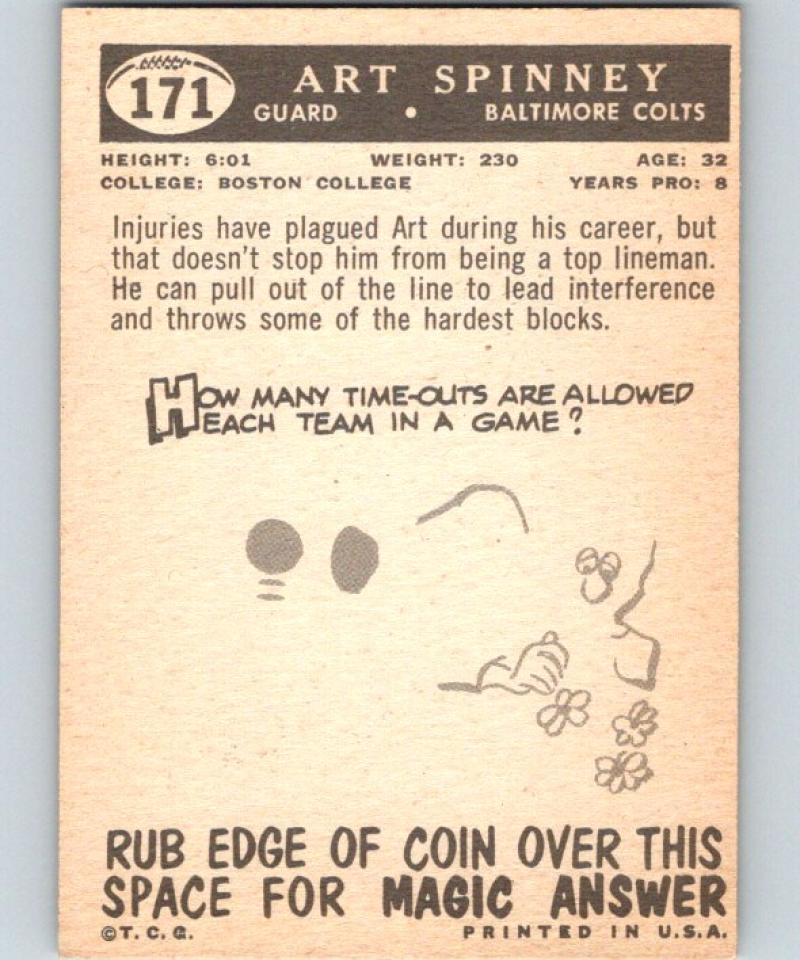 171
ART SPINNEY
GUARD • BALTIMORE COLTS
HEIGHT: 6:01 WEIGHT: 230 AGE: 32
COLLEGE: BOSTON COLLEGE YEARS PRO: 8
Injuries have plagued Art during his career, but
that doesn't stop him from being a top lineman.
He can pull out of the line to lead interference
and throws some of the hardest blocks.
HOW MANY TIME-OUTS ARE ALLOWED
EACH TEAM IN A GAME?
RUB EDGE OF COIN OVER THIS
SPACE FOR MAGIC ANSWER
©T.C.G. PRINTED IN U.S.A.